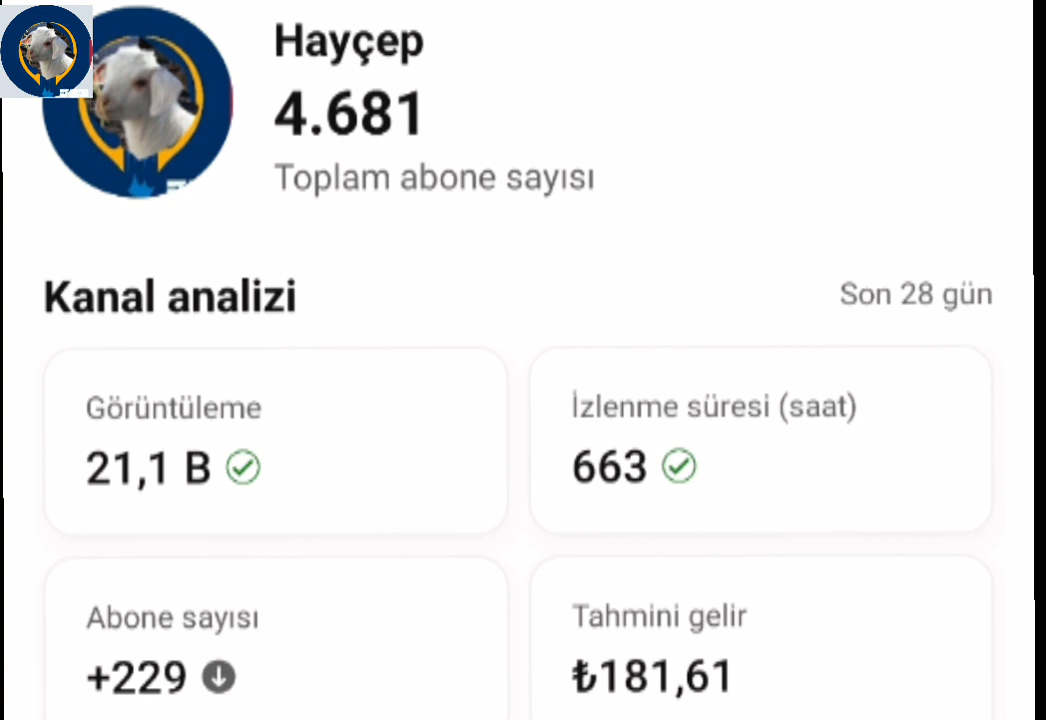 Hayçep
4.681
Toplam abone sayısı
Kanal analizi
Son 28 gün
Görüntüleme
21,1 B
İzlenme süresi (saat)
663
Abone sayısı
+229
Tahmini gelir
₺181,61